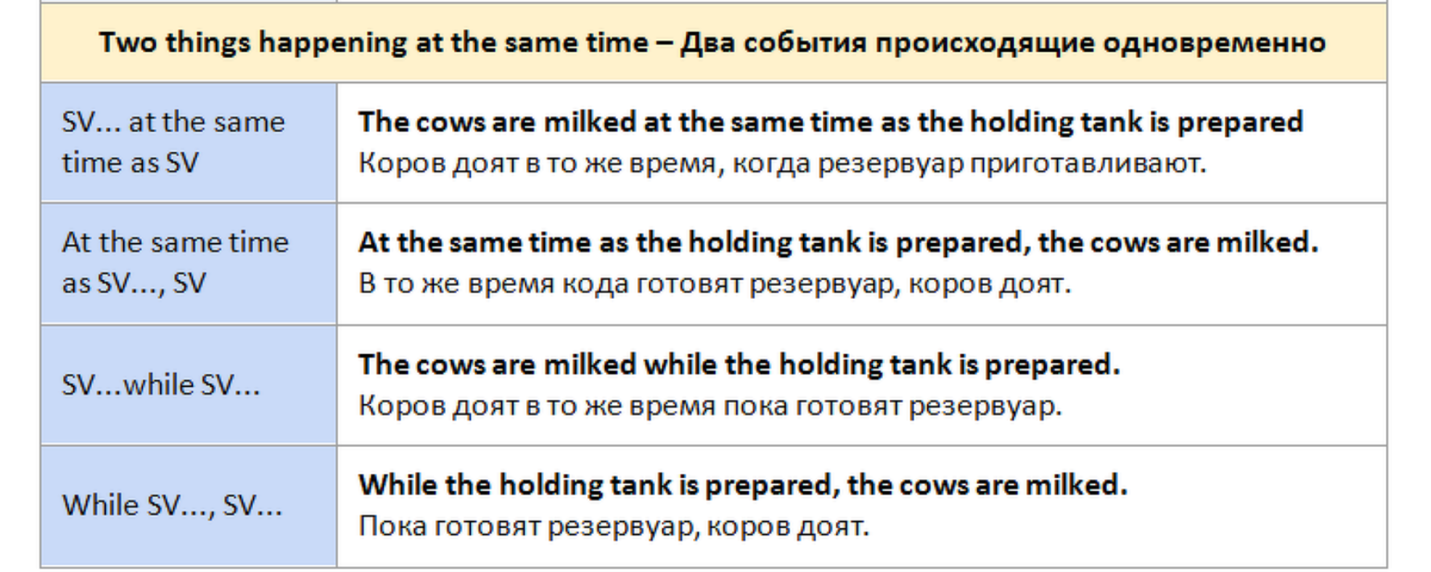 Two things happening at the same time – Два события происходящие одновременно
SV... at the same
time as SV
The cows are milked at the same time as the holding tank is prepared
Коров доят в то же время, когда резервуар приготавливают.
At the same time
as SV..., SV
At the same time as the holding tank is prepared, the cows are milked.
В то же время кода готовят резервуар, коров доят.
SV...while SV...
The cows are milked while the holding tank is prepared.
Коров доят в то же время пока готовят резервуар.
While SV..., SV...
While the holding tank is prepared, the cows are milked.
Пока готовят резервуар, коров доят.